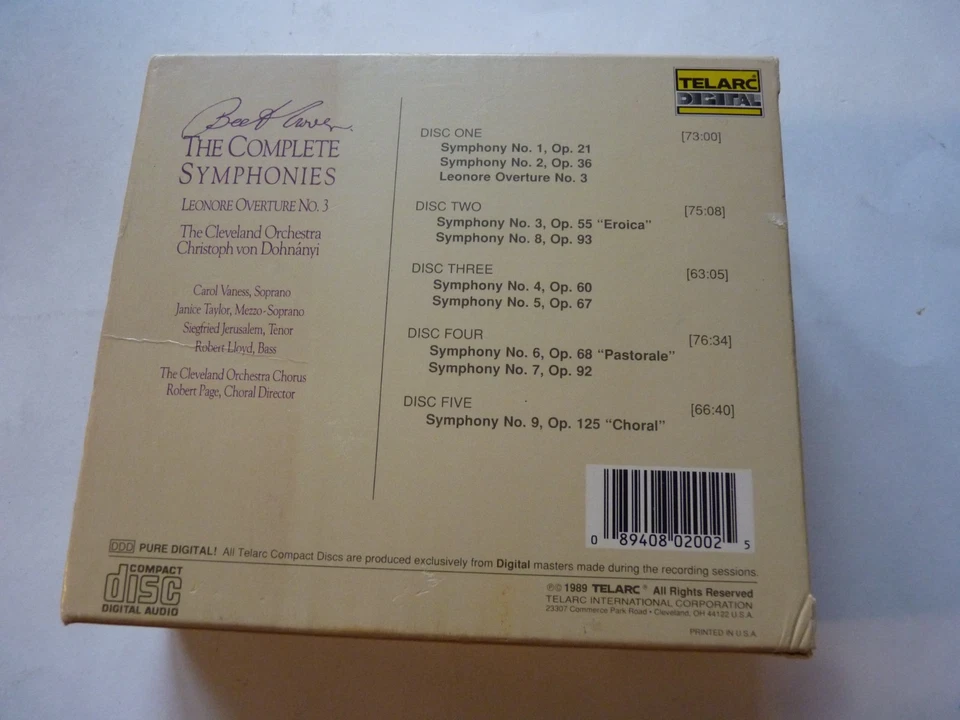 Beethoven
THE COMPLETE
SYMPHONIES
LEONORE OVERTURE NO. 3
The Cleveland Orchestra
Christoph von Dohnányi
Carol Vaness, Soprano
Janice Taylor, Mezzo-Soprano
Siegfried Jerusalem, Tenor
Robert Lloyd, Bass
The Cleveland Orchestra Chorus
Robert Page, Choral Director
TELARC®
DIGITAL
DISC ONE [73:00]
Symphony No. 1, Op. 21
Symphony No. 2, Op. 36
Leonore Overture No. 3
DISC TWO [75:08]
Symphony No. 3, Op. 55 "Eroica"
Symphony No. 8, Op. 93
DISC THREE [63:05]
Symphony No. 4, Op. 60
Symphony No. 5, Op. 67
DISC FOUR [76:34]
Symphony No. 6, Op. 68 "Pastorale"
Symphony No. 7, Op. 92
DISC FIVE [66:40]
Symphony No. 9, Op. 125 "Choral"
0 89408 02002 5
DDD PURE DIGITAL! All Telarc Compact Discs are produced exclusively from Digital masters made during the recording sessions.
COMPACT
disc
DIGITAL AUDIO
℗© 1989 TELARC® All Rights Reserved
TELARC INTERNATIONAL CORPORATION
23307 Commerce Park Road • Cleveland, OH 44122 U.S.A.
PRINTED IN U.S.A.